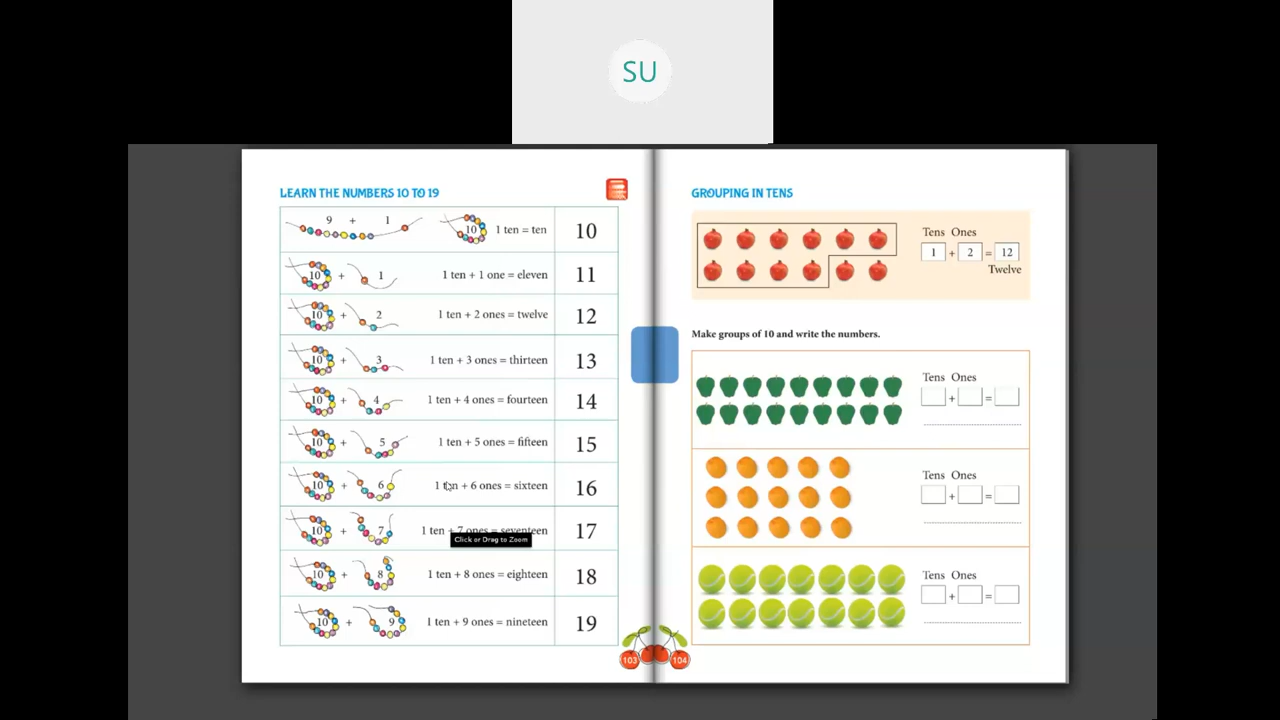 SU
LEARN THE NUMBERS 10 TO 19
9 + 1 10 1 ten = ten 10
10 + 1 1 ten + 1 one = eleven 11
10 + 2 1 ten + 2 ones = twelve 12
10 + 3 1 ten + 3 ones = thirteen 13
10 + 4 1 ten + 4 ones = fourteen 14
10 + 5 1 ten + 5 ones = fifteen 15
10 + 6 1 ten + 6 ones = sixteen 16
10 + 7 1 ten + 7 ones = seventeen 17
Click or Drag to Zoom
10 + 8 1 ten + 8 ones = eighteen 18
10 + 9 1 ten + 9 ones = nineteen 19
103
GROUPING IN TENS
Tens Ones
1 + 2 = 12
Twelve
Make groups of 10 and write the numbers.
Tens Ones
+ =
Tens Ones
+ =
Tens Ones
+ =
104